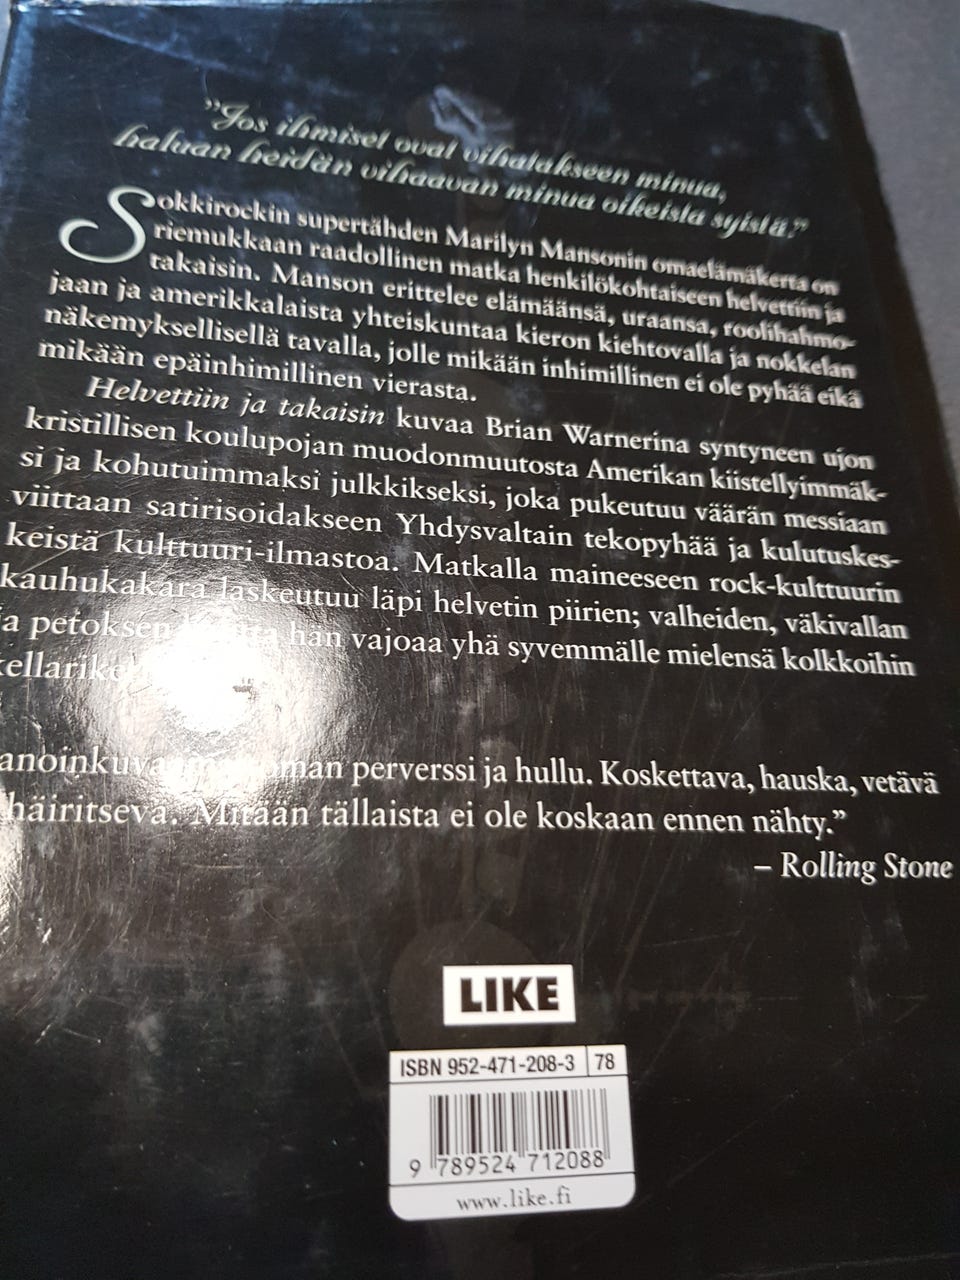 ”Jos ihmiset ovat vihatakseen minua,
haluan heidän vihaavan minua oikeista syistä.”
Sokkirockin supertähden Marilyn Mansonin omaelämäkerta on
riemukkaan raadollinen matka henkilökohtaiseen helvettiin ja
takaisin. Manson erittelee elämäänsä, uraansa, roolihahmo-
jaan ja amerikkalaista yhteiskuntaa kieron kiehtovalla ja nokkelan
näkemyksellisellä tavalla, jolle mikään inhimillinen ei ole pyhää eikä
mikään epäinhimillinen vierasta.
Helvettiin ja takaisin kuvaa Brian Warnerina syntyneen ujon
kristillisen koulupojan muodonmuutosta Amerikan kiistellyimmäk-
si ja kohutuimmaksi julkkikseksi, joka pukeutuu väärän messiaan
viittaan satirisoidakseen Yhdysvaltain tekopyhää ja kulutuskes-
keistä kulttuuri-ilmastoa. Matkalla maineeseen rock-kulttuurin
kauhukakara laskeutuu läpi helvetin piirien; valheiden, väkivallan
ja petoksen hän vajoaa yhä syvemmälle mielensä kolkkoihin
perverssi ja hullu. Koskettava, hauska, vetävä
häiritsevä. Mitään tällaista ei ole koskaan ennen nähty.”
– Rolling Stone
LIKE
ISBN 952-471-208-3 78
9 789524 712088
www.like.fi